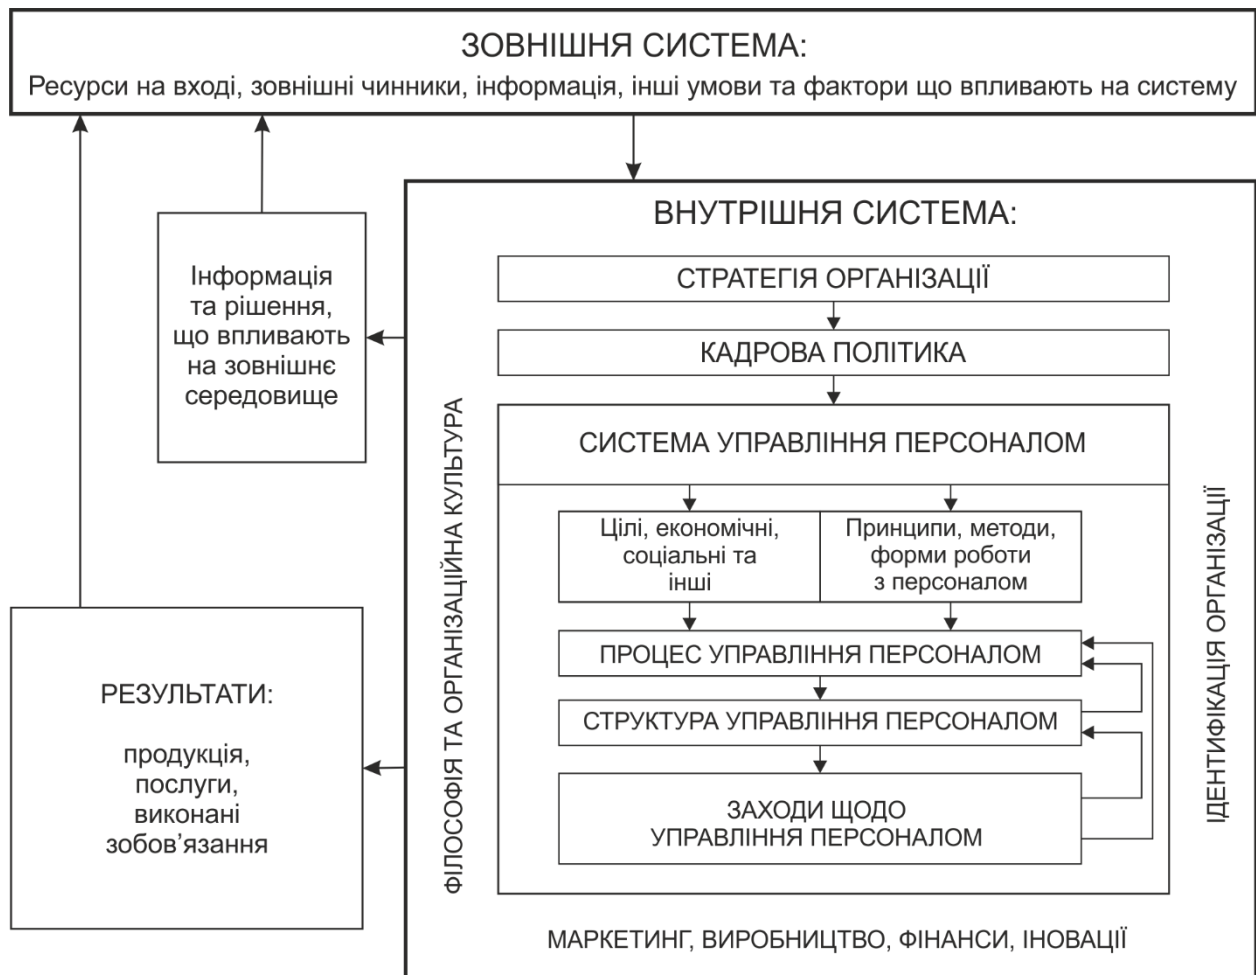 ЗОВНІШНЯ СИСТЕМА:
Ресурси на вході, зовнішні чинники, інформація, інші умови та фактори що впливають на систему
Інформація
та рішення,
що впливають
на зовнішнє
середовище
РЕЗУЛЬТАТИ:
продукція,
послуги,
виконані
зобов’язання
ВНУТРІШНЯ СИСТЕМА:
ФІЛОСОФІЯ ТА ОРГАНІЗАЦІЙНА КУЛЬТУРА
СТРАТЕГІЯ ОРГАНІЗАЦІЇ
КАДРОВА ПОЛІТИКА
СИСТЕМА УПРАВЛІННЯ ПЕРСОНАЛОМ
Цілі, економічні,
соціальні та
інші
Принципи, методи,
форми роботи
з персоналом
ПРОЦЕС УПРАВЛІННЯ ПЕРСОНАЛОМ
СТРУКТУРА УПРАВЛІННЯ ПЕРСОНАЛОМ
ЗАХОДИ ЩОДО
УПРАВЛІННЯ ПЕРСОНАЛОМ
ІДЕНТИФІКАЦІЯ ОРГАНІЗАЦІЇ
МАРКЕТИНГ, ВИРОБНИЦТВО, ФІНАНСИ, ІНОВАЦІЇ